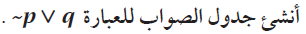 أنشئ جدول الصواب للعبارة ~p ∨ q .